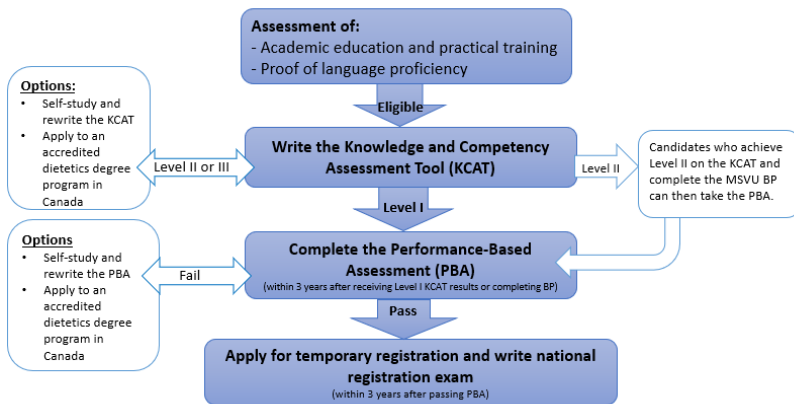 Assessment of:
- Academic education and practical training
- Proof of language proficiency
Eligible
Options:
• Self-study and
rewrite the KCAT
• Apply to an
accredited
dietetics degree
program in
Canada
Level II or III
Write the Knowledge and Competency
Assessment Tool (KCAT)
Level II
Candidates who achieve
Level II on the KCAT and
complete the MSVU BP
can then take the PBA.
Level I
Options
• Self-study and
rewrite the PBA
• Apply to an
accredited
dietetics degree
program in
Canada
Fail
Complete the Performance-Based
Assessment (PBA)
(within 3 years after receiving Level I KCAT results or completing BP)
Pass
Apply for temporary registration and write national
registration exam
(within 3 years after passing PBA)